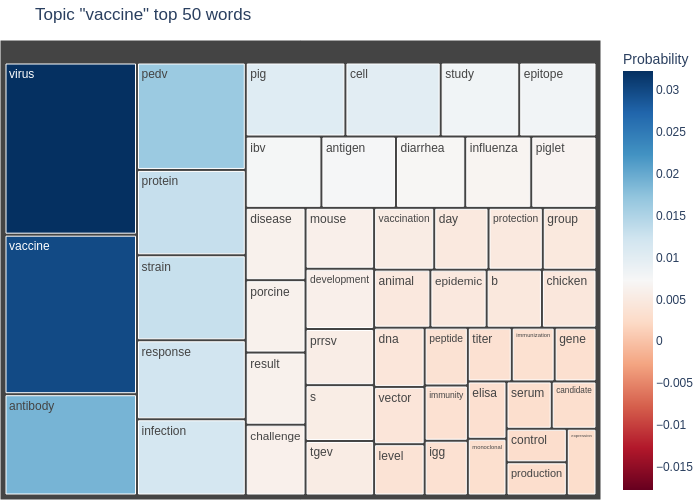 Topic "vaccine" top 50 words
virus
vaccine
antibody
pedv
protein
strain
response
infection
pig
cell
study
epitope
ibv
antigen
diarrhea
influenza
piglet
disease
porcine
result
challenge
mouse
development
prrsv
s
tgev
vaccination
day
protection
group
animal
epidemic
b
chicken
dna
vector
level
peptide
immunity
igg
titer
immunization
gene
elisa
monoclonal
serum
candidate
control
production
expression
Probability
0.03
0.025
0.02
0.015
0.01
0.005
0
−0.005
−0.01
−0.015